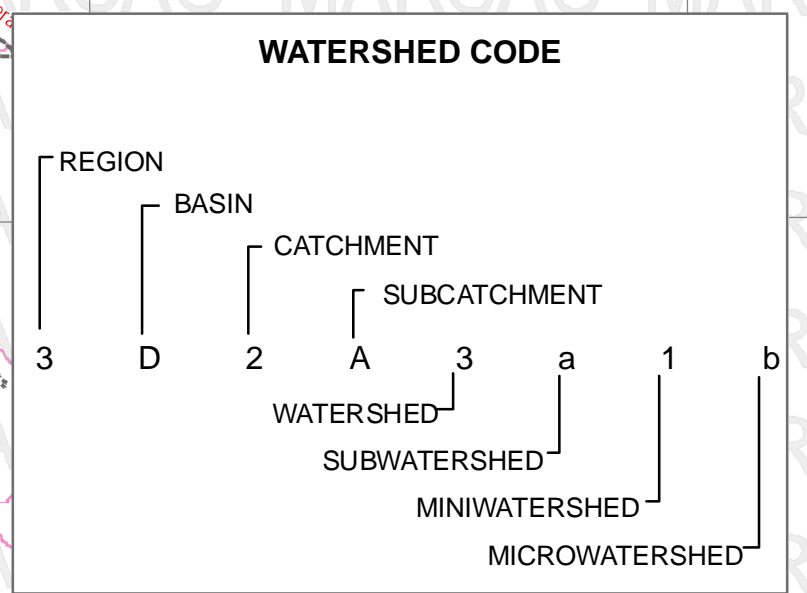 WATERSHED CODE
REGION
BASIN
CATCHMENT
SUBCATCHMENT
3 D 2 A 3 a 1 b
WATERSHED
SUBWATERSHED
MINIWATERSHED
MICROWATERSHED